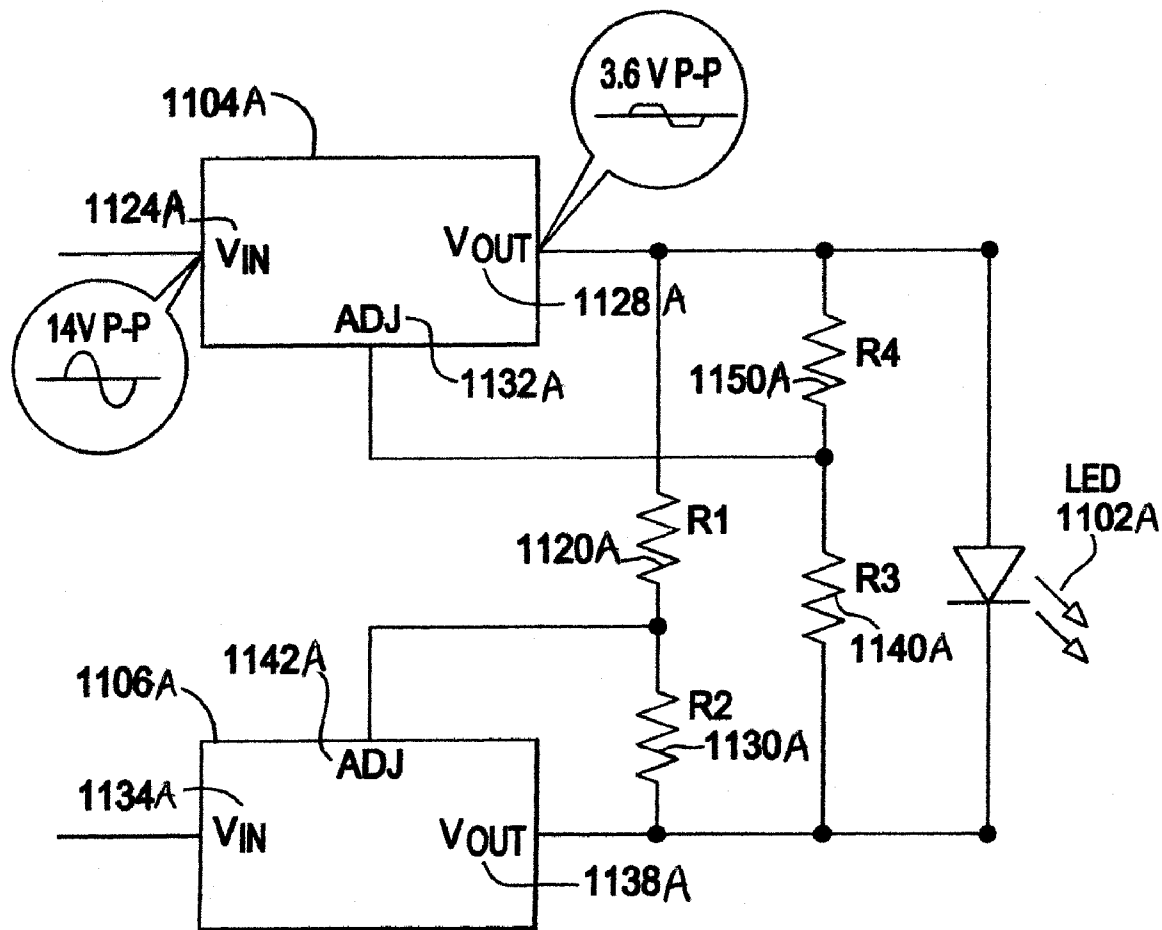 3.6 V P-P
1104A
1124A
VIN
VOUT
14V P-P
1128A
ADJ
1132A
R4
1150A
LED
1102A
R1
1120A
R3
1140A
1142A
1106A
R2
1130A
ADJ
1134A
VIN
VOUT
1138A